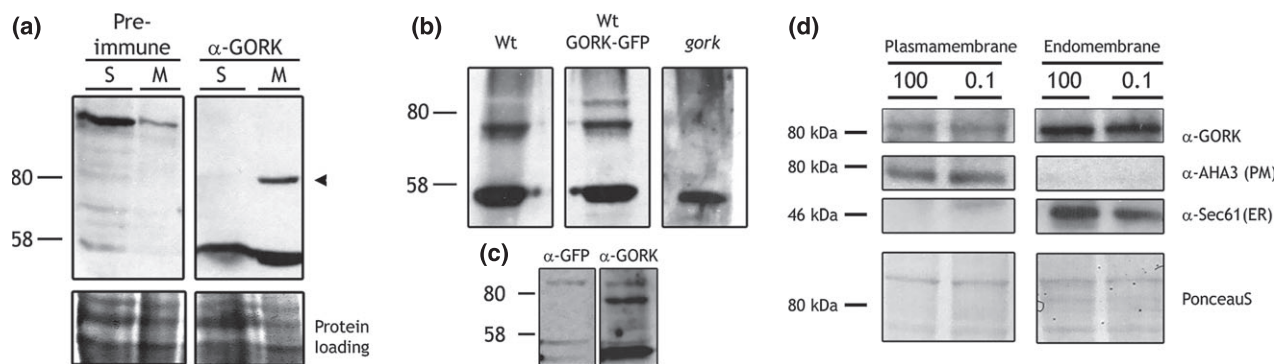 (a)
Pre-
immune
α-GORK
S M S M
80
58
Protein
loading
(b)
Wt
Wt
GORK-GFP
gork
80
58
(c)
α-GFP α-GORK
80
58
(d)
Plasmamembrane Endomembrane
100 0.1 100 0.1
80 kDa α-GORK
80 kDa α-AHA3 (PM)
46 kDa α-Sec61(ER)
80 kDa PonceauS